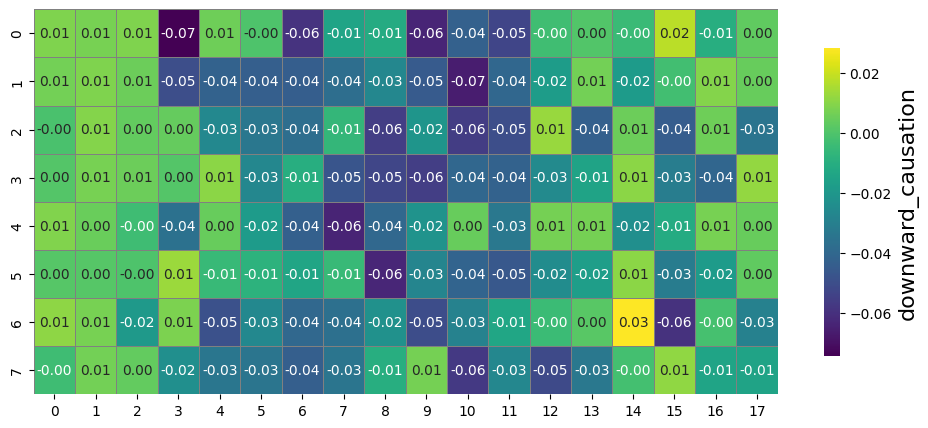 0 0.01 0.01 0.01 -0.07 0.01 -0.00 -0.06 -0.01 -0.01 -0.06 -0.04 -0.05 -0.00 0.00 -0.00 0.02 -0.01 0.00
1 0.01 0.01 0.01 -0.05 -0.04 -0.04 -0.04 -0.04 -0.03 -0.05 -0.07 -0.04 -0.02 0.01 -0.02 -0.00 0.01 0.00
2 -0.00 0.01 0.00 0.00 -0.03 -0.03 -0.04 -0.01 -0.06 -0.02 -0.06 -0.05 0.01 -0.04 0.01 -0.04 0.01 -0.03
3 0.00 0.01 0.01 0.00 0.01 -0.03 -0.01 -0.05 -0.05 -0.06 -0.04 -0.04 -0.03 -0.01 0.01 -0.03 -0.04 0.01
4 0.01 0.00 -0.00 -0.04 0.00 -0.02 -0.04 -0.06 -0.04 -0.02 0.00 -0.03 0.01 0.01 -0.02 -0.01 0.01 0.00
5 0.00 0.00 -0.00 0.01 -0.01 -0.01 -0.01 -0.01 -0.06 -0.03 -0.04 -0.05 -0.02 -0.02 0.01 -0.03 -0.02 0.00
6 0.01 0.01 -0.02 0.01 -0.05 -0.03 -0.04 -0.04 -0.02 -0.05 -0.03 -0.01 -0.00 0.00 0.03 -0.06 -0.00 -0.03
7 -0.00 0.01 0.00 -0.02 -0.03 -0.03 -0.04 -0.03 -0.01 0.01 -0.06 -0.03 -0.05 -0.03 -0.00 0.01 -0.01 -0.01
0 1 2 3 4 5 6 7 8 9 10 11 12 13 14 15 16 17
0.02
0.00
−0.02
−0.04
−0.06
downward_causation